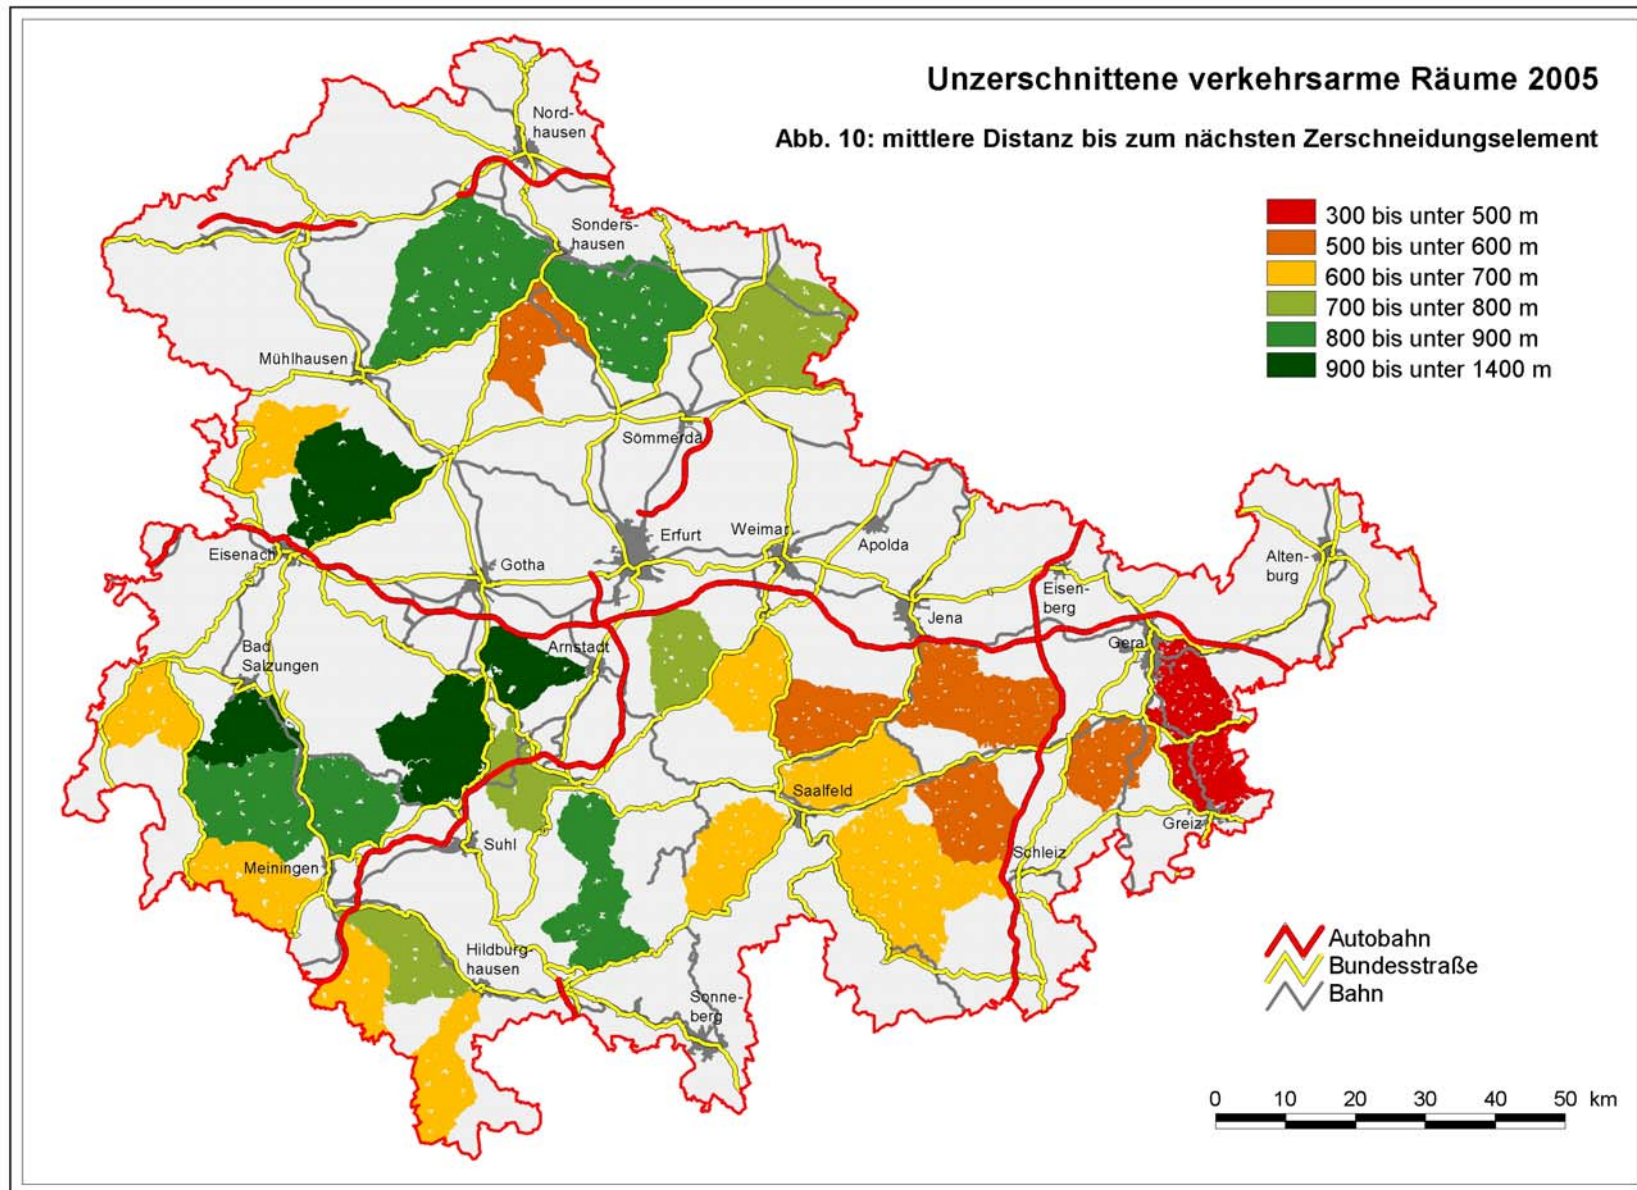 Unzerschnittene verkehrsarme Räume 2005
Abb. 10: mittlere Distanz bis zum nächsten Zerschneidungselement
300 bis unter 500 m
500 bis unter 600 m
600 bis unter 700 m
700 bis unter 800 m
800 bis unter 900 m
900 bis unter 1400 m
Nord-
hausen
Sonders-
hausen
Mühlhausen
Sömmerda
Eisenach
Gotha
Erfurt
Weimar
Apolda
Jena
Eisen-
berg
Gera
Alten-
burg
Bad
Salzungen
Arnstadt
Saalfeld
Greiz
Schleiz
Suhl
Meiningen
Hildburg-
hausen
Sonne-
berg
Autobahn
Bundesstraße
Bahn
0 10 20 30 40 50 km